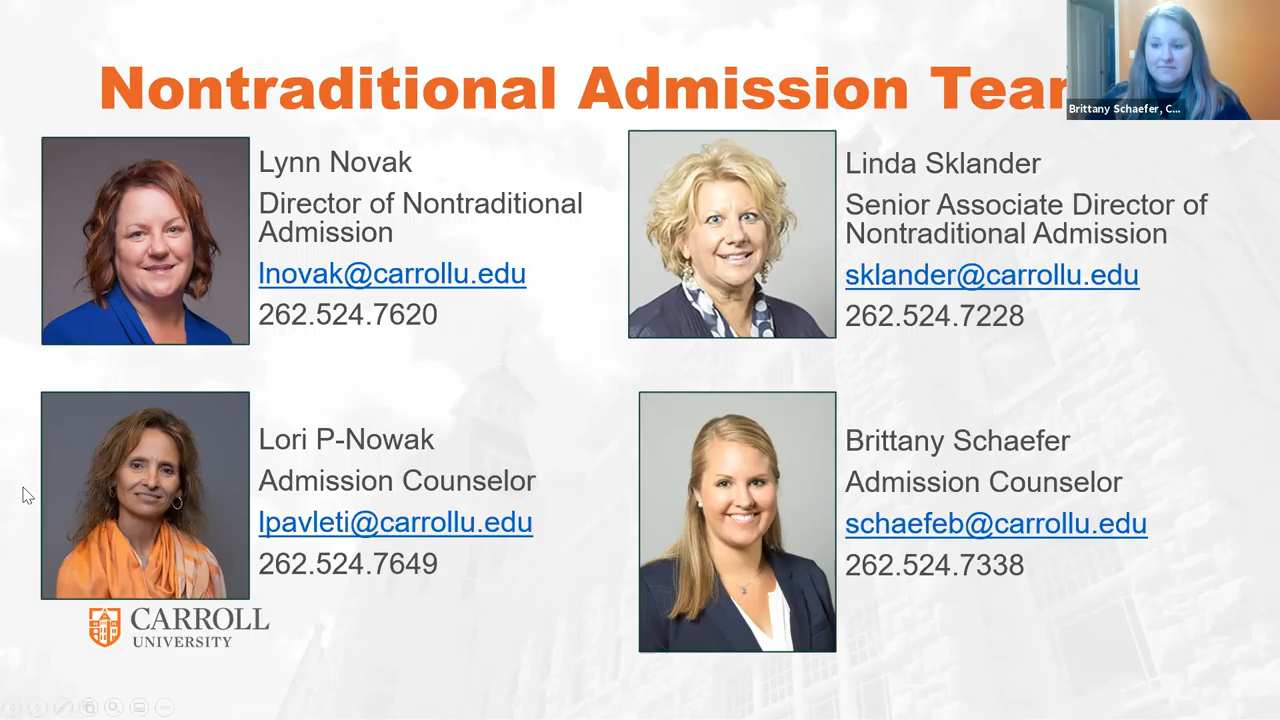 Nontraditional Admission Tea
Brittany Schaefer, C...
Lynn Novak
Director of Nontraditional
Admission
lnovak@carrollu.edu
262.524.7620
Linda Sklander
Senior Associate Director of
Nontraditional Admission
sklander@carrollu.edu
262.524.7228
Lori P-Nowak
Admission Counselor
lpavleti@carrollu.edu
262.524.7649
Brittany Schaefer
Admission Counselor
schaefeb@carrollu.edu
262.524.7338
CARROLL
UNIVERSITY